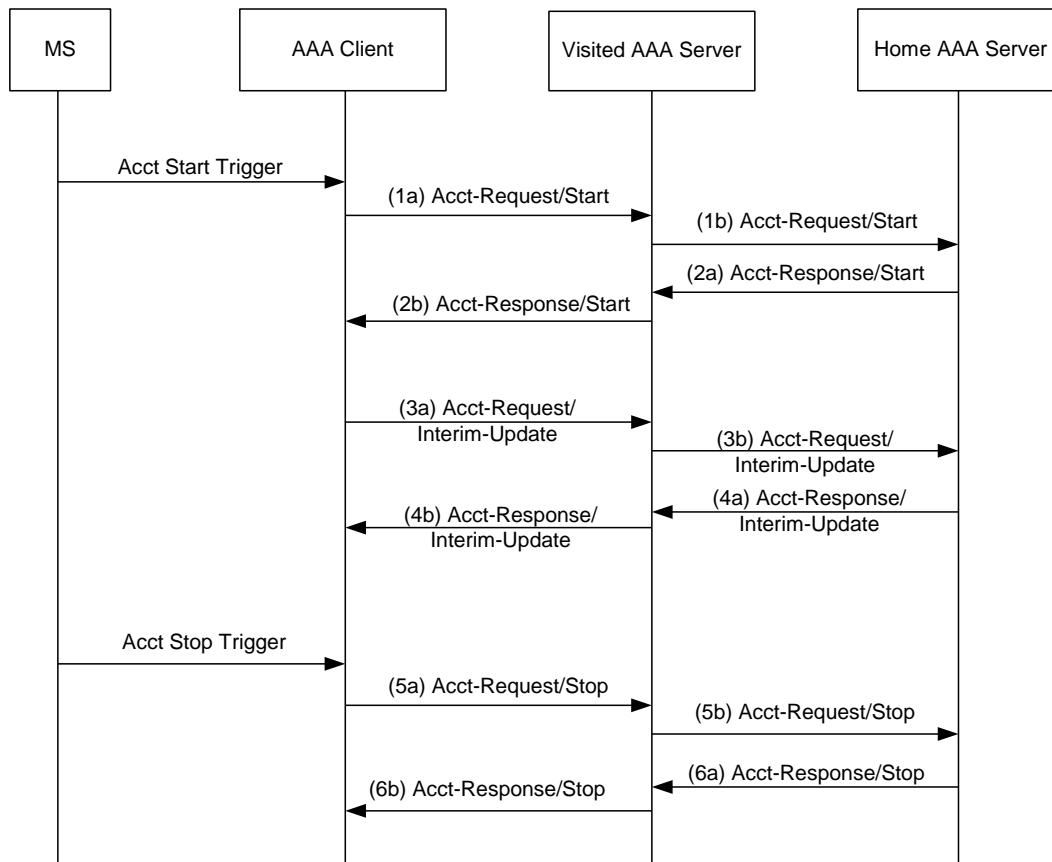 MS
AAA Client
Visited AAA Server
Home AAA Server
Acct Start Trigger
(1a) Acct-Request/Start
(1b) Acct-Request/Start
(2a) Acct-Response/Start
(2b) Acct-Response/Start
(3a) Acct-Request/
Interim-Update
(3b) Acct-Request/
Interim-Update
(4a) Acct-Response/
Interim-Update
(4b) Acct-Response/
Interim-Update
Acct Stop Trigger
(5a) Acct-Request/Stop
(5b) Acct-Request/Stop
(6a) Acct-Response/Stop
(6b) Acct-Response/Stop